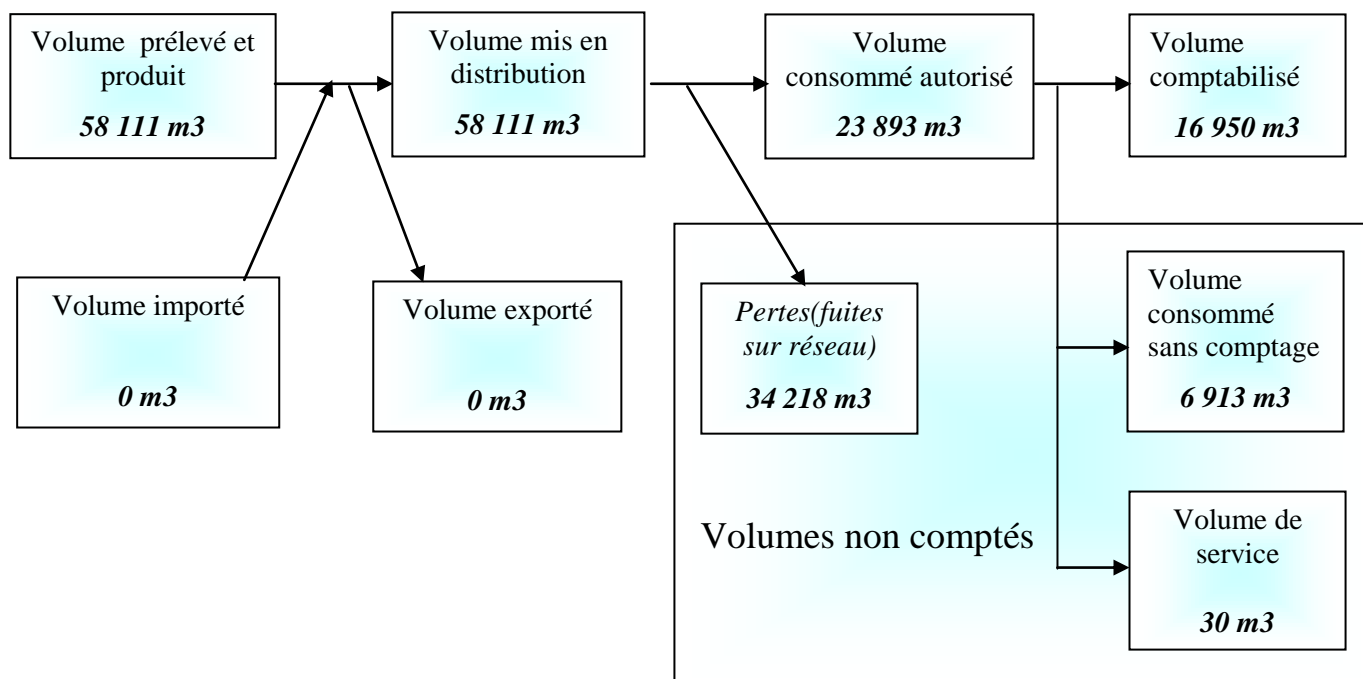 Volume prélevé et
produit
58 111 m3
Volume mis en
distribution
58 111 m3
Volume
consommé autorisé
23 893 m3
Volume
comptabilisé
16 950 m3
Volume importé
0 m3
Volume exporté
0 m3
Pertes(fuites
sur réseau)
34 218 m3
Volume
consommé
sans comptage
6 913 m3
Volumes non comptés
Volume de
service
30 m3